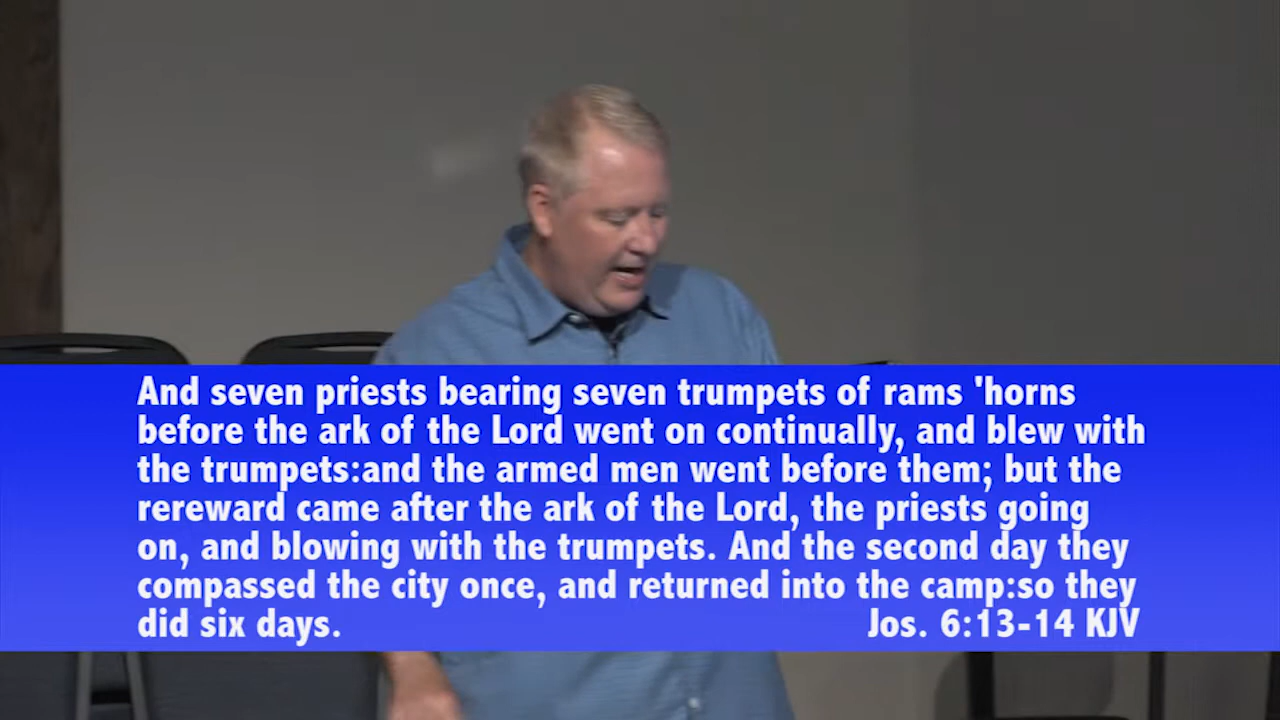 And seven priests bearing seven trumpets of rams 'horns
before the ark of the Lord went on continually, and blew with
the trumpets:and the armed men went before them; but the
rereward came after the ark of the Lord, the priests going
on, and blowing with the trumpets. And the second day they
compassed the city once, and returned into the camp:so they
did six days. Jos. 6:13-14 KJV